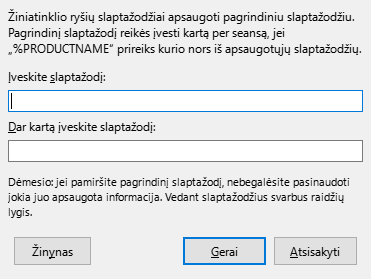 Žiniatinklio ryšių slaptažodžiai apsaugoti pagrindiniu slaptažodžiu.
Pagrindinį slaptažodį reikės įvesti kartą per seansą, jei
„%PRODUCTNAME“ prireiks kurio nors iš apsaugotųjų slaptažodžių.
Įveskite slaptažodį:
Dar kartą įveskite slaptažodį:
Dėmesio: jei pamiršite pagrindinį slaptažodį, nebegalėsite pasinaudoti
jokia juo apsaugota informacija. Vedant slaptažodžius svarbus raidžių
lygis.
Žinynas
Gerai
Atsisakyti